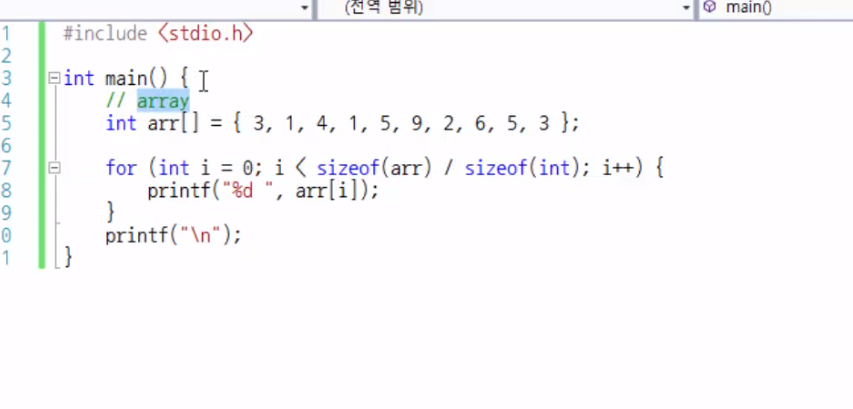 (전역 범위) main()
1 #include <stdio.h>
2
3 int main() {
4 // array
5 int arr[] = { 3, 1, 4, 1, 5, 9, 2, 6, 5, 3 };
6
7 for (int i = 0; i < sizeof(arr) / sizeof(int); i++) {
8 printf("%d ", arr[i]);
9 }
0 printf("\n");
1 }